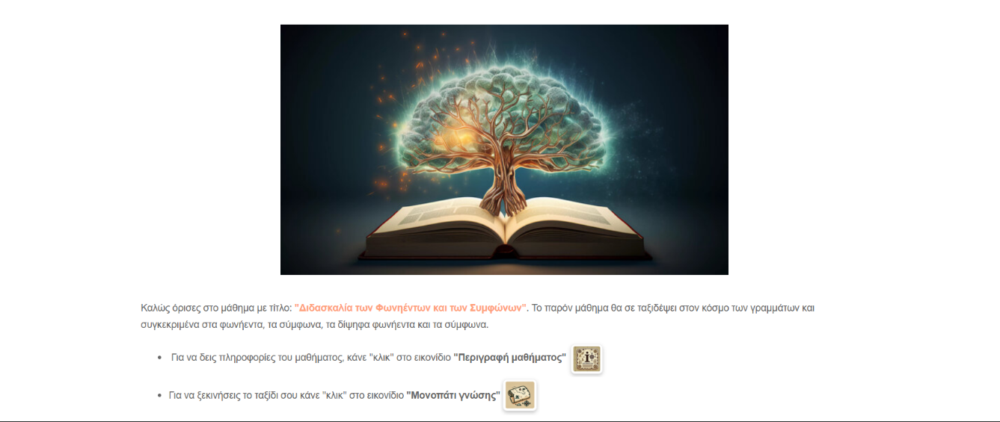 Καλώς όρισες στο μάθημα με τίτλο: "Διδασκαλία των Φωνηέντων και των Συμφώνων". Το παρόν μάθημα θα σε ταξιδέψει στον κόσμο των γραμμάτων και
συγκεκριμένα στα φωνήεντα, τα σύμφωνα, τα δίψηφα φωνήεντα και τα σύμφωνα.
• Για να δεις πληροφορίες του μαθήματος, κάνε "κλικ" στο εικονίδιο "Περιγραφή μαθήματος"
• Για να ξεκινήσεις το ταξίδι σου κάνε "κλικ" στο εικονίδιο "Μονοπάτι γνώσης"